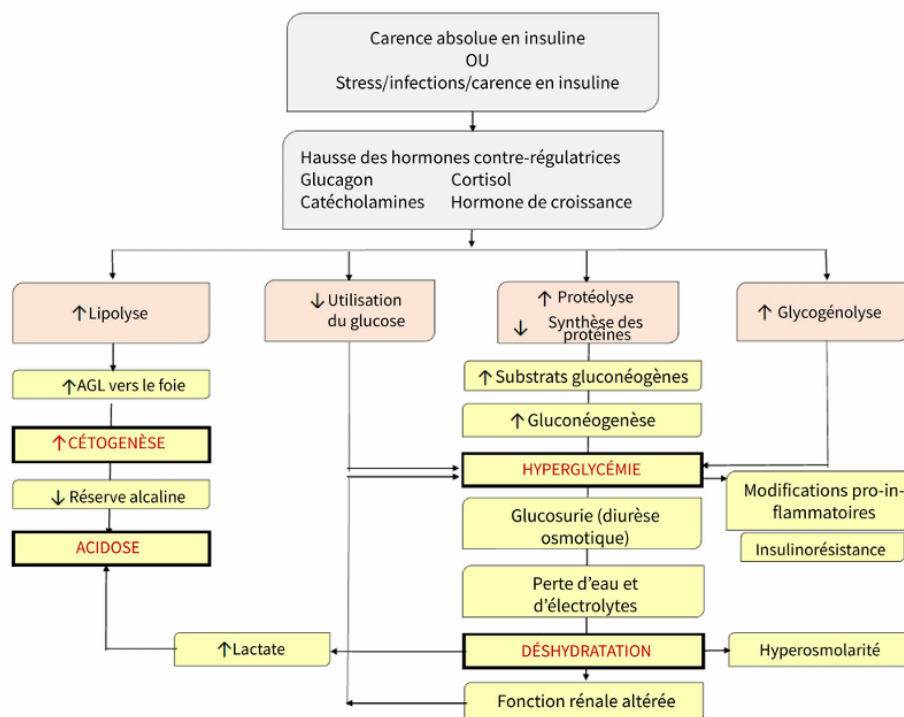 Carence absolue en insuline
OU
Stress/infections/carence en insuline
Hausse des hormones contre-régulatrices
Glucagon Cortisol
Catécholamines Hormone de croissance
↑Lipolyse
↓ Utilisation
du glucose
↑ Protéolyse
↓ Synthèse des
protéines
↑ Glycogénolyse
↑AGL vers le foie
↑ Substrats gluconéogènes
↑CÉTOGENÈSE
↑ Gluconéogenèse
↓ Réserve alcaline
HYPERGLYCÉMIE
Modifications pro-in-
flammatoires
ACIDOSE
Glucosurie (diurèse
osmotique)
Insulinorésistance
Perte d'eau et
d'électrolytes
↑Lactate
DÉSHYDRATATION
Hyperosmolarité
Fonction rénale altérée